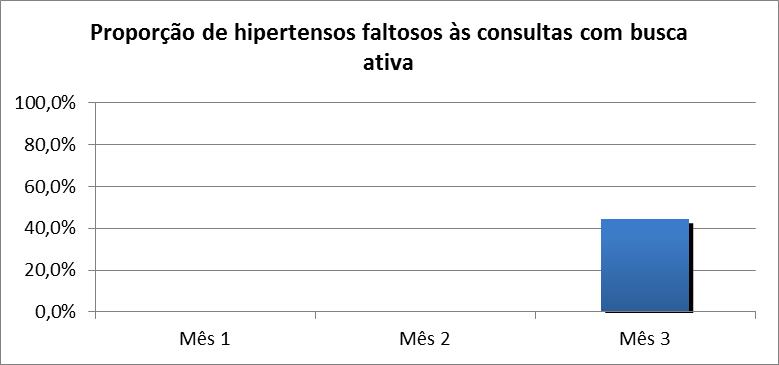 Proporção de hipertensos faltosos às consultas com busca
ativa
100,0%
80,0%
60,0%
40,0%
20,0%
0,0%
Mês 1
Mês 2
Mês 3